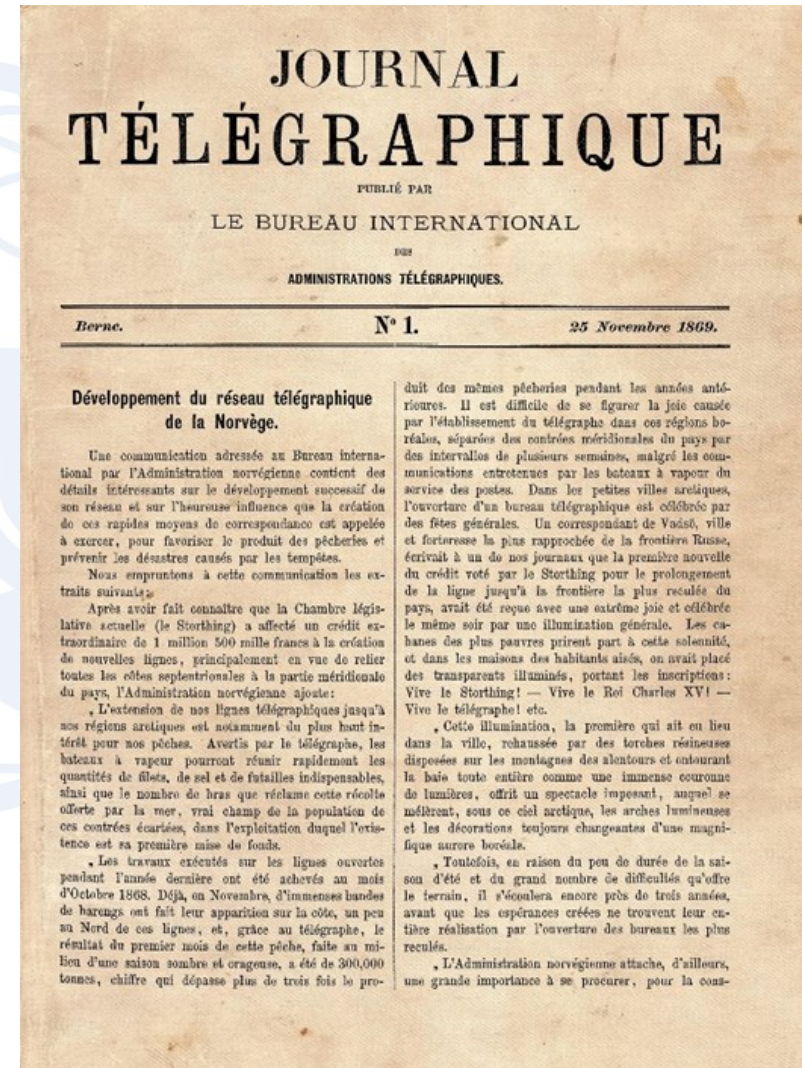 JOURNAL
TÉLÉGRAPHIQUE
PUBLIÉ PAR
LE BUREAU INTERNATIONAL
DES
ADMINISTRATIONS TÉLÉGRAPHIQUES.
Berne.
Nº 1.
25 Novembre 1869.
Développement du réseau télégraphique
de la Norvège.
Une communication adressée au Bureau interna-
tional par l'Administration norvégienne contient des
détails intéressants sur le développement successif de
son réseau et sur l'heureuse influence que la création
de ces rapides moyens de correspondance est appelée
à exercer, pour favoriser le produit des pêcheries et
prévenir les désastres causés par les tempêtes.
Nous empruntons à cette communication les ex-
traits suivants:
Après avoir fait connaître que la Chambre légis-
lative actuelle (le Storthing) a affecté un crédit ex-
traordinaire de 1 million 500 mille francs à la création
de nouvelles lignes, principalement en vue de relier
toutes les côtes septentrionales à la partie méridionale
du pays, l'Administration norvégienne ajoute:
„ L'extension de nos lignes télégraphiques jusqu'à
nos régions arctiques est notamment du plus haut in-
térêt pour nos pêches. Avertis par le télégraphe, les
bateaux à vapeur pourront réunir rapidement les
quantités de filets, de sel et de futailles indispensables,
ainsi que le nombre de bras que réclame cette récolte
offerte par la mer, vrai champ de la population de
ces contrées écartées, dans l'exploitation duquel l'exis-
tence est sa première mise de fonds.
„ Les travaux exécutés sur les lignes ouvertes
pendant l'année dernière ont été achevés au mois
d'Octobre 1868. Déjà, en Novembre, d'immenses bandes
de harengs ont fait leur apparition sur la côte, un peu
au Nord de ces lignes, et, grâce au télégraphe, le
résultat du premier mois de cette pêche, faite au mi-
lieu d'une saison sombre et orageuse, a été de 300,000
tonnes, chiffre qui dépasse plus de trois fois le pro-
duit des mêmes pêcheries pendant les années anté-
rieures. Il est difficile de se figurer la joie causée
par l'établissement du télégraphe dans ces régions bo-
réales, séparées des contrées méridionales du pays par
des intervalles de plusieurs semaines, malgré les com-
munications entretenues par les bateaux à vapeur du
service des postes. Dans les petites villes arctiques,
l'ouverture d'un bureau télégraphique est célébrée par
des fêtes générales. Un correspondant de Vadsö, ville
et forteresse la plus rapprochée de la frontière Russe,
écrivait à un de nos journaux que la première nouvelle
du crédit voté par le Storthing pour le prolongement
de la ligne jusqu'à la frontière la plus reculée du
pays, avait été reçue avec une extrême joie et célébrée
le même soir par une illumination générale. Les ca-
banes des plus pauvres prirent part à cette solennité,
et dans les maisons des habitants aisés, on avait placé
des transparents illuminés, portant les inscriptions:
Vive le Storthing! — Vive le Roi Charles XV! —
Vive le télégraphe! etc.
„ Cette illumination, la première qui ait eu lieu
dans la ville, rehaussée par des torches résineuses
disposées sur les montagnes des alentours et entourant
la baie toute entière comme une immense couronne
de lumières, offrit un spectacle imposant, auquel se
mêlèrent, sous ce ciel arctique, les arches lumineuses
et les décorations toujours changeantes d'une magni-
fique aurore boréale.
„ Toutefois, en raison du peu de durée de la sai-
son d'été et du grand nombre de difficultés qu'offre
le terrain, il s'écoulera encore près de trois années,
avant que les espérances créées ne trouvent leur en-
tière réalisation par l'ouverture des bureaux les plus
reculés.
„ L'Administration norvégienne attache, d'ailleurs,
une grande importance à se procurer, pour la cons-